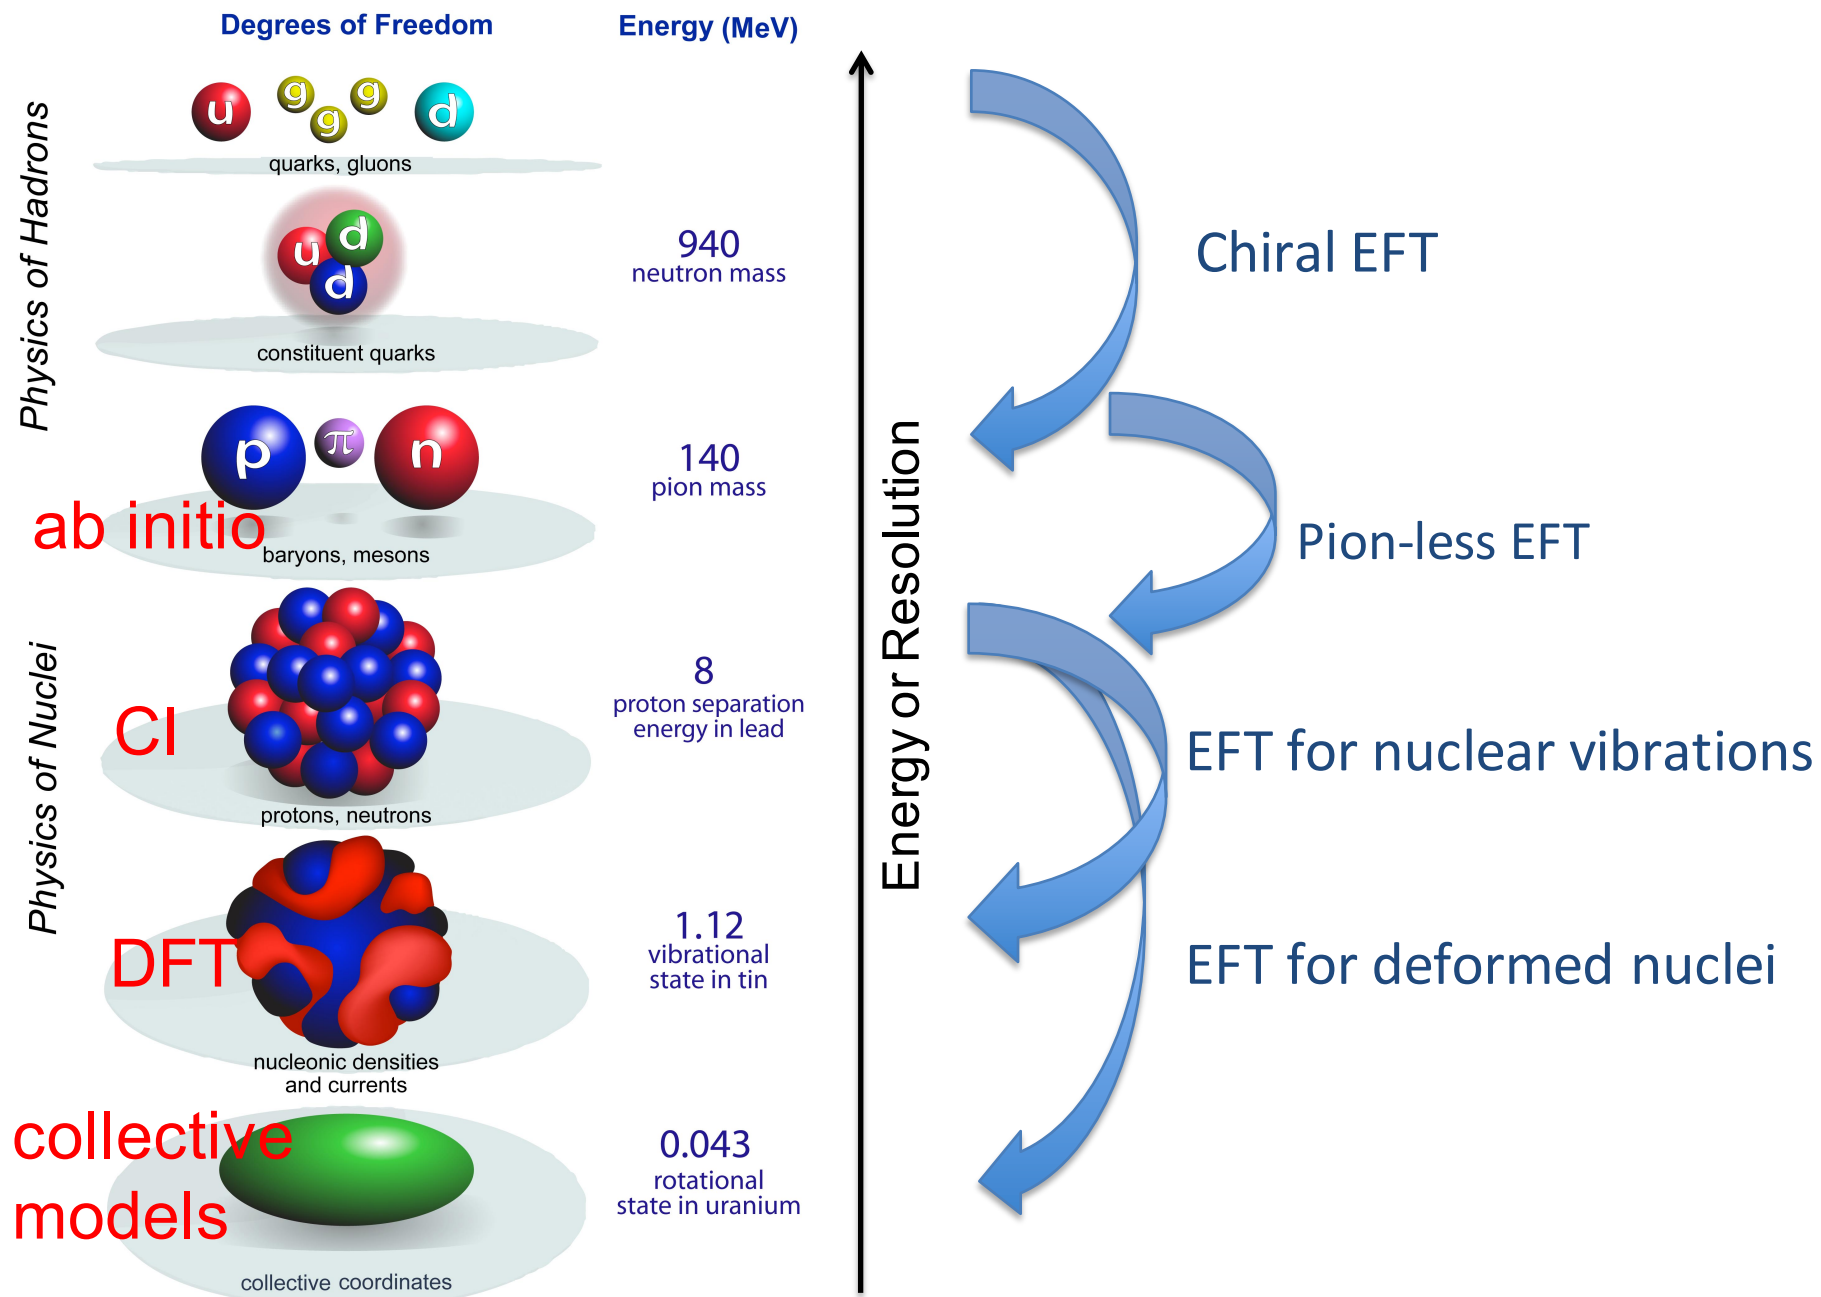 Degrees of Freedom
Energy (MeV)
Physics of Hadrons
u g g g d
quarks, gluons
u d d
constituent quarks
940
neutron mass
p π n
ab initio
baryons, mesons
140
pion mass
Physics of Nuclei
CI
protons, neutrons
8
proton separation
energy in lead
DFT
nucleonic densities
and currents
1.12
vibrational
state in tin
collective
models
collective coordinates
0.043
rotational
state in uranium
Energy or Resolution
Chiral EFT
Pion-less EFT
EFT for nuclear vibrations
EFT for deformed nuclei